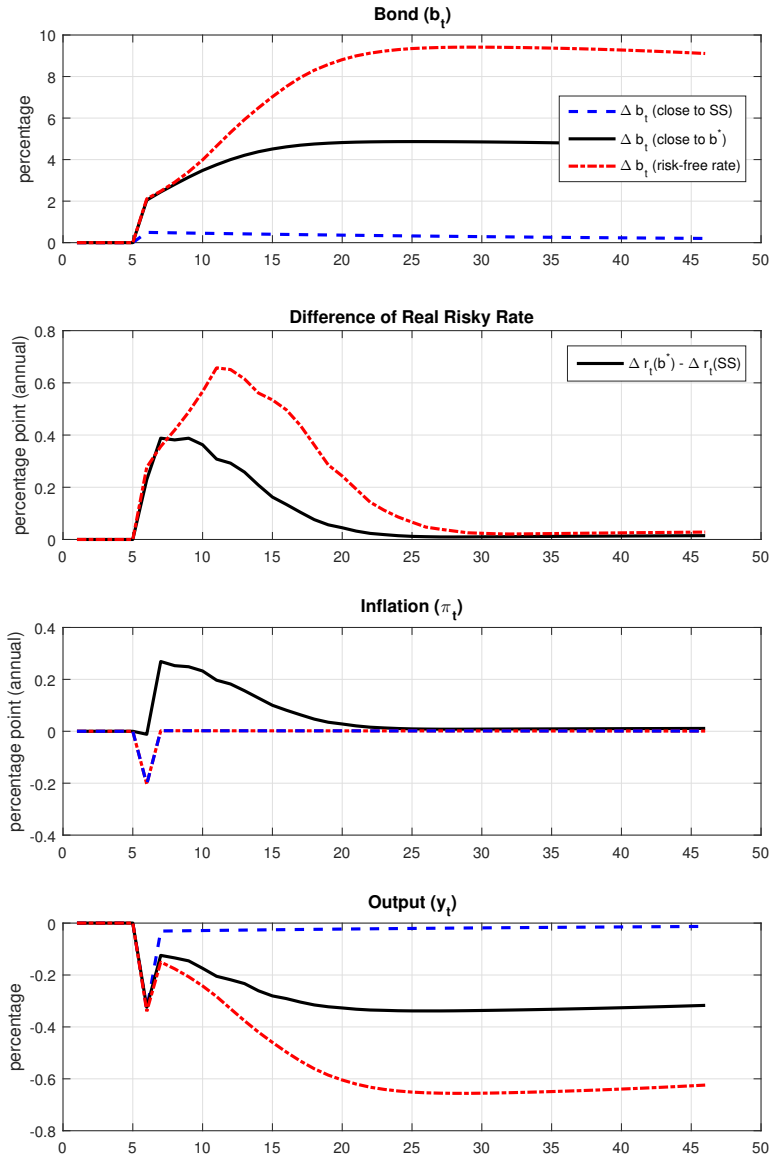 Bond (b_t)
percentage
10
8
6
4
2
0
Δ b_t (close to SS)
Δ b_t (close to b^*)
Δ b_t (risk-free rate)
0 5 10 15 20 25 30 35 40 45 50
Difference of Real Risky Rate
percentage point (annual)
0.8
0.6
0.4
0.2
0
Δ r_t(b^*) - Δ r_t(SS)
0 5 10 15 20 25 30 35 40 45 50
Inflation (π_t)
percentage point (annual)
0.4
0.2
0
-0.2
-0.4
0 5 10 15 20 25 30 35 40 45 50
Output (y_t)
percentage
0
-0.2
-0.4
-0.6
-0.8
0 5 10 15 20 25 30 35 40 45 50